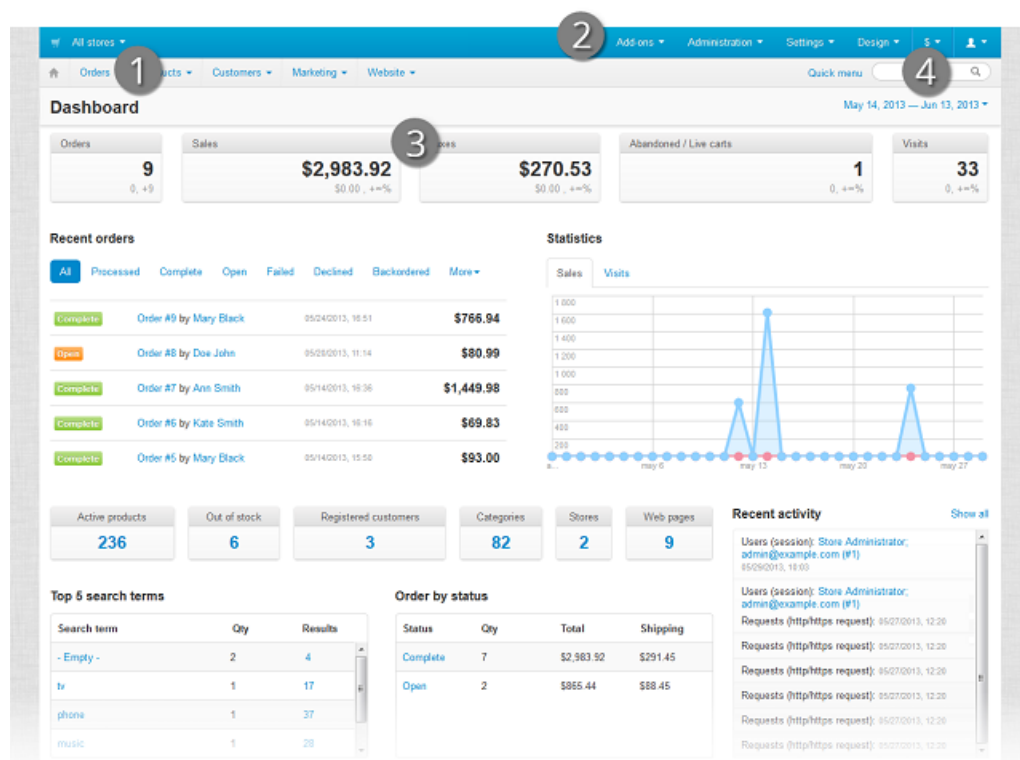 All stores
2
Add-ons
Administration
Settings
Design
$
Orders
1
Customers
Marketing
Website
Quick menu
4
Dashboard
May 14, 2013 — Jun 13, 2013
Orders
9
0, +9
Sales
$2,983.92
$0.00 , +∞%
3
$270.53
$0.00 , +∞%
Abandoned / Live carts
1
0, +∞%
Visits
33
0, +∞%
Recent orders
All
Processed
Complete
Open
Failed
Declined
Backordered
More
Complete
Order #9 by Mary Black
05/24/2013, 16:51
$766.94
Open
Order #8 by Doe John
05/20/2013, 11:14
$80.99
Complete
Order #7 by Ann Smith
05/14/2013, 16:36
$1,449.98
Complete
Order #6 by Kate Smith
05/14/2013, 16:16
$69.83
Complete
Order #5 by Mary Black
05/14/2013, 15:50
$93.00
Statistics
Sales
Visits
1 600
1 400
1 200
1 000
800
600
400
200
a...
may 6
may 13
may 20
may 27
Active products
236
Out of stock
6
Registered customers
3
Categories
82
Stores
2
Web pages
9
Recent activity
Show all
Users (session): Store Administrator;
admin@example.com (#1)
05/29/2013, 18:03
Users (session): Store Administrator;
admin@example.com (#1)
Requests (http/https request): 05/27/2013, 12:20
Requests (http/https request): 05/27/2013, 12:20
Requests (http/https request): 05/27/2013, 12:20
Requests (http/https request): 05/27/2013, 12:20
Requests (http/https request): 05/27/2013, 12:20
Requests (http/https request): 05/27/2013, 12:20
Top 5 search terms
Search term
Qty
Results
- Empty -
2
4
tv
1
17
phone
1
37
music
1
28
Order by status
Status
Qty
Total
Shipping
Complete
7
$2,983.92
$291.45
Open
2
$865.44
$88.45